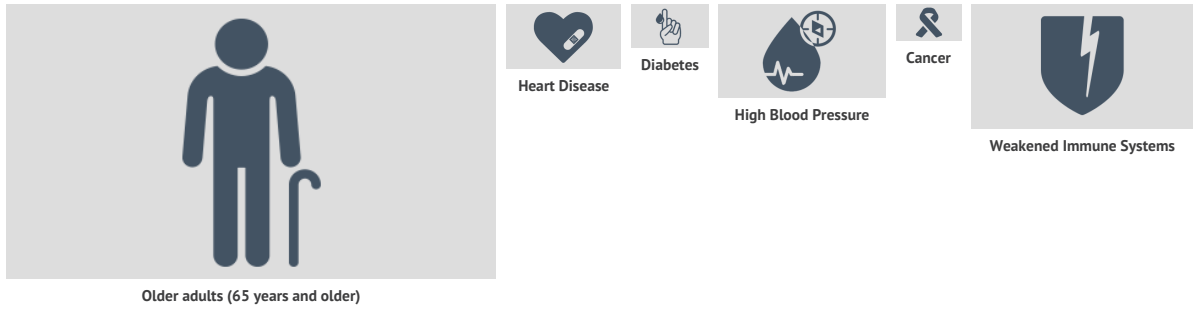 Older adults (65 years and older)
Heart Disease
Diabetes
High Blood Pressure
Cancer
Weakened Immune Systems